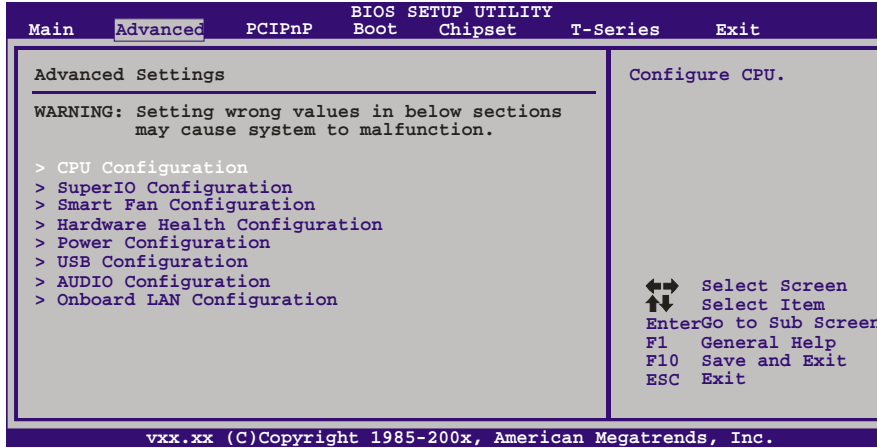 BIOS SETUP UTILITY
Main Advanced PCIPnP Boot Chipset T-Series Exit
Advanced Settings
WARNING: Setting wrong values in below sections
may cause system to malfunction.
> CPU Configuration
> SuperIO Configuration
> Smart Fan Configuration
> Hardware Health Configuration
> Power Configuration
> USB Configuration
> AUDIO Configuration
> Onboard LAN Configuration
Configure CPU.
Select Screen
Select Item
EnterGo to Sub Screen
F1 General Help
F10 Save and Exit
ESC Exit
vxx.xx (C)Copyright 1985-200x, American Megatrends, Inc.